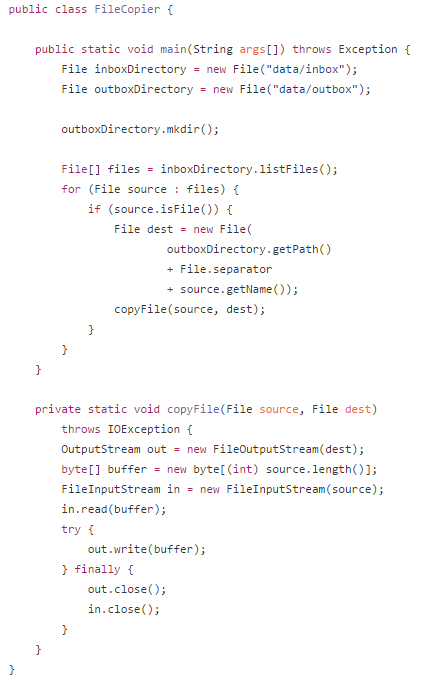 public class FileCopier {
    public static void main(String args[]) throws Exception {
        File inboxDirectory = new File("data/inbox");
        File outboxDirectory = new File("data/outbox");
        outboxDirectory.mkdir();
        File[] files = inboxDirectory.listFiles();
        for (File source : files) {
            if (source.isFile()) {
                File dest = new File(
                        outboxDirectory.getPath()
                        + File.separator
                        + source.getName());
                copyFile(source, dest);
            }
        }
    }
    private static void copyFile(File source, File dest)
        throws IOException {
        OutputStream out = new FileOutputStream(dest);
        byte[] buffer = new byte[(int) source.length()];
        FileInputStream in = new FileInputStream(source);
        in.read(buffer);
        try {
            out.write(buffer);
        } finally {
            out.close();
            in.close();
        }
    }
}